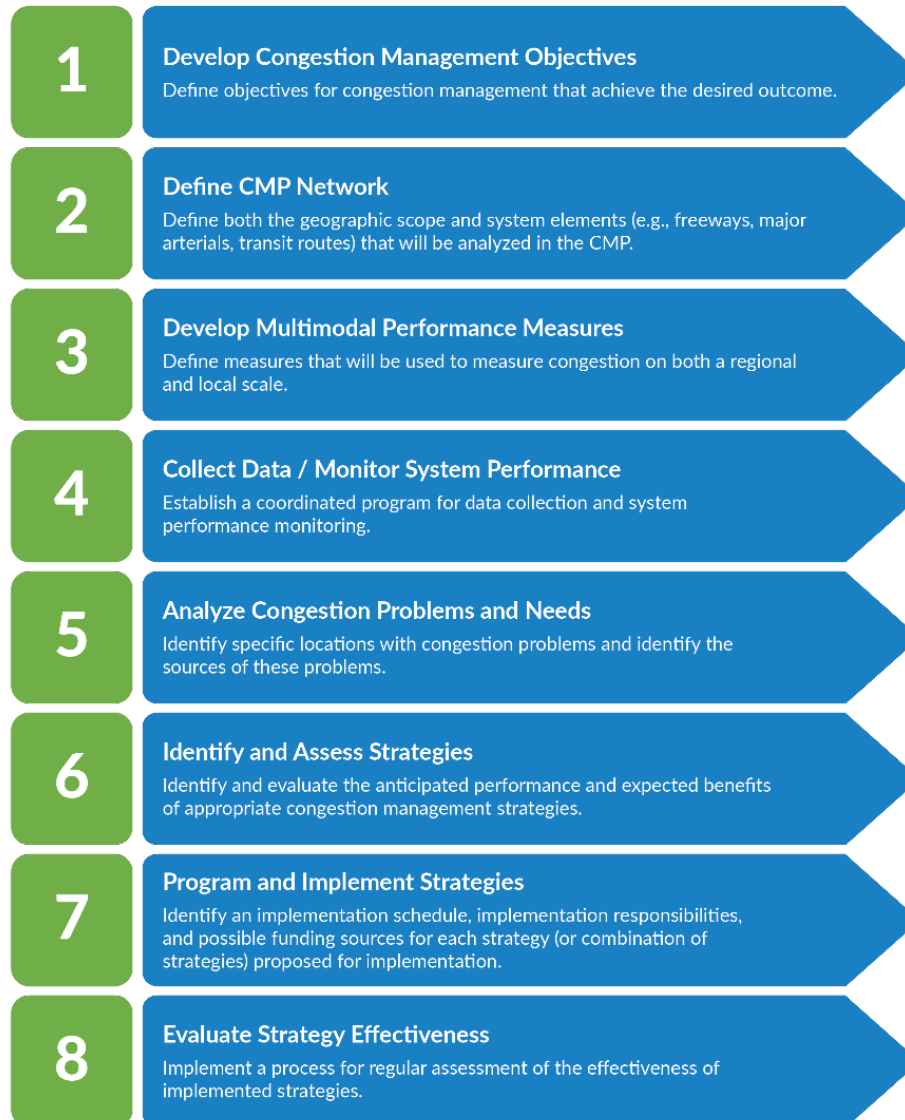 1
Develop Congestion Management Objectives
Define objectives for congestion management that achieve the desired outcome.
2
Define CMP Network
Define both the geographic scope and system elements (e.g., freeways, major
arterials, transit routes) that will be analyzed in the CMP.
3
Develop Multimodal Performance Measures
Define measures that will be used to measure congestion on both a regional
and local scale.
4
Collect Data / Monitor System Performance
Establish a coordinated program for data collection and system
performance monitoring.
5
Analyze Congestion Problems and Needs
Identify specific locations with congestion problems and identify the
sources of these problems.
6
Identify and Assess Strategies
Identify and evaluate the anticipated performance and expected benefits
of appropriate congestion management strategies.
7
Program and Implement Strategies
Identify an implementation schedule, implementation responsibilities,
and possible funding sources for each strategy (or combination of
strategies) proposed for implementation.
8
Evaluate Strategy Effectiveness
Implement a process for regular assessment of the effectiveness of
implemented strategies.